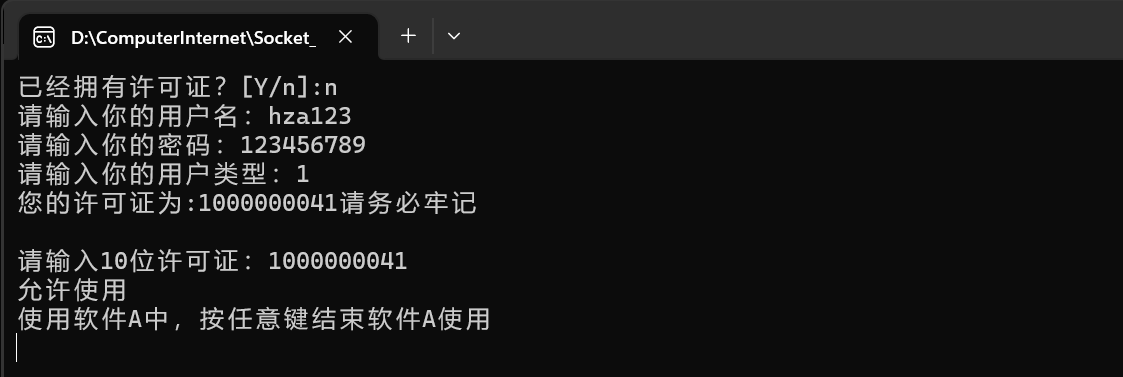 D:\ComputerInternet\Socket_
已经拥有许可证？[Y/n]:n
请输入你的用户名：hza123
请输入你的密码：123456789
请输入你的用户类型：1
您的许可证为:1000000041请务必牢记
请输入10位许可证：1000000041
允许使用
使用软件A中，按任意键结束软件A使用